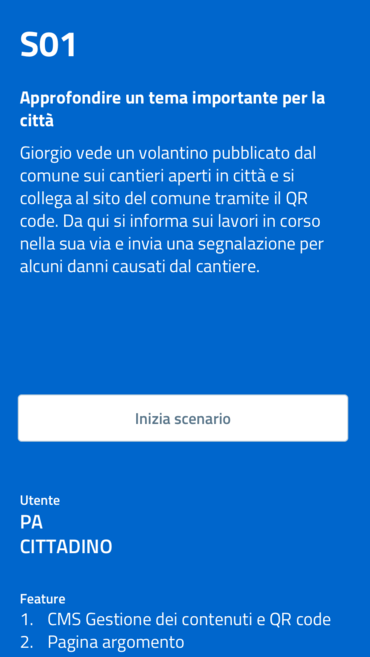 S01
Approfondire un tema importante per la
città
Giorgio vede un volantino pubblicato dal
comune sui cantieri aperti in città e si
collega al sito del comune tramite il QR
code. Da qui si informa sui lavori in corso
nella sua via e invia una segnalazione per
alcuni danni causati dal cantiere.
Inizia scenario
Utente
PA
CITTADINO
Feature
1. CMS Gestione dei contenuti e QR code
2. Pagina argomento